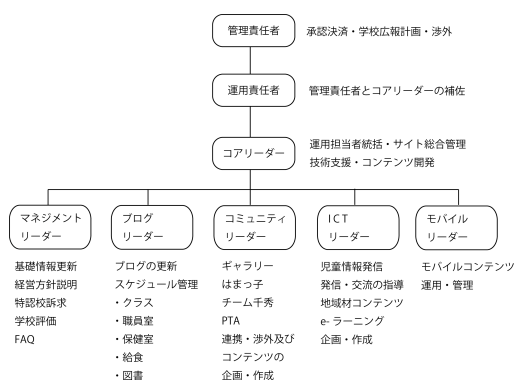 管理責任者
承認決済・学校広報計画・渉外
運用責任者
管理責任者とコアリーダーの補佐
コアリーダー
運用担当者統括・サイト総合管理
技術支援・コンテンツ開発
マネジメント
リーダー
基礎情報更新
経営方針説明
特認校訴求
学校評価
FAQ
ブログ
リーダー
ブログの更新
スケジュール管理
・クラス
・職員室
・保健室
・給食
・図書
コミュニティ
リーダー
ギャラリー
はまっ子
チーム千秀
PTA
連携・渉外及び
コンテンツの
企画・作成
ICT
リーダー
児童情報発信
発信・交流の指導
地域材コンテンツ
e-ラーニング
企画・作成
モバイル
リーダー
モバイルコンテンツ
運用・管理